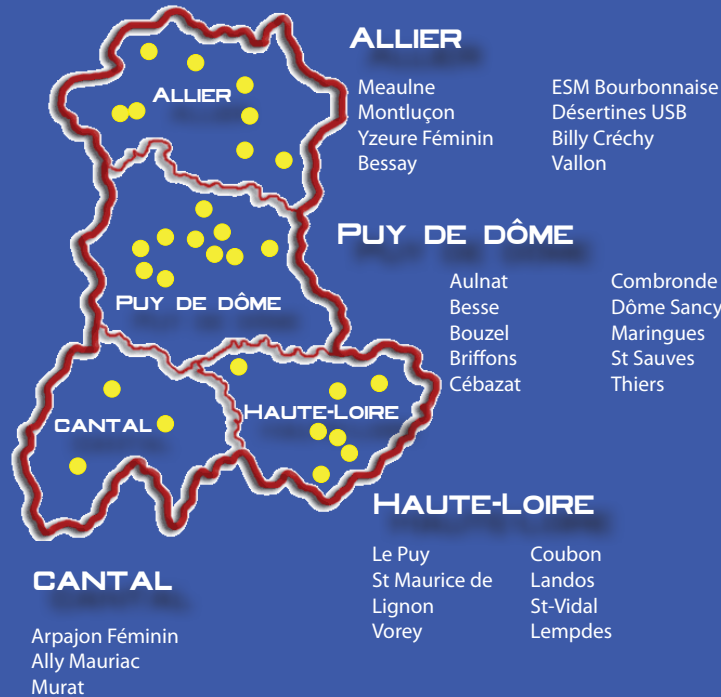 ALLIER
ALLIER
Meaulne
Montluçon
Yzeure Féminin
Bessay
ESM Bourbonnaise
Désertines USB
Billy Créchy
Vallon
PUY DE DÔME
PUY DE DÔME
Aulnat
Besse
Bouzel
Briffons
Cébazat
Combronde
Dôme Sancy
Maringues
St Sauves
Thiers
CANTAL
HAUTE-LOIRE
HAUTE-LOIRE
Le Puy
St Maurice de
Lignon
Vorey
Coubon
Landos
St-Vidal
Lempdes
CANTAL
Arpajon Féminin
Ally Mauriac
Murat